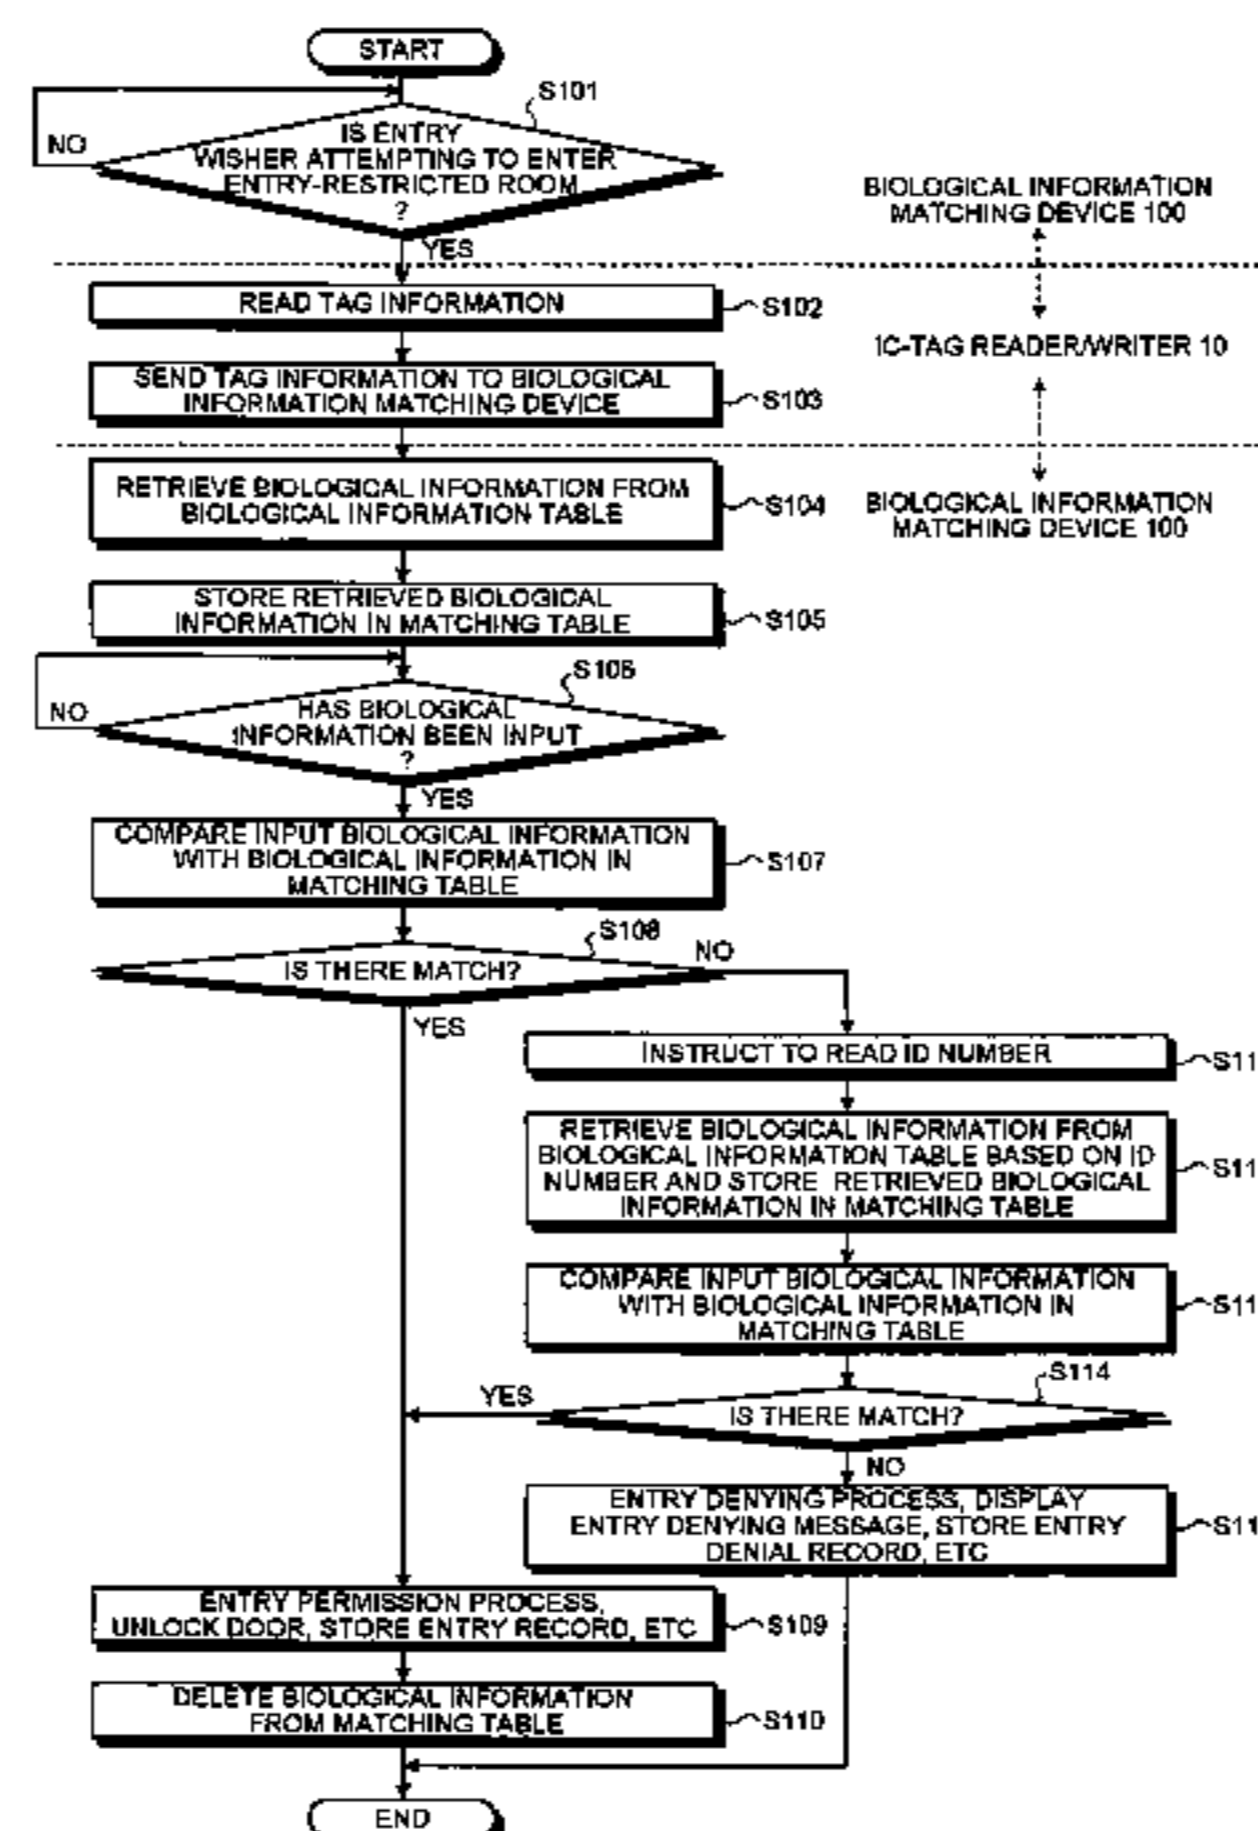 START
S101
NO
IS ENTRY
WISHER ATTEMPTING TO ENTER
ENTRY-RESTRICTED ROOM
?
YES
BIOLOGICAL INFORMATION
MATCHING DEVICE 100
READ TAG INFORMATION
S102
IC-TAG READER/WRITER 10
SEND TAG INFORMATION TO BIOLOGICAL
INFORMATION MATCHING DEVICE
S103
RETRIEVE BIOLOGICAL INFORMATION FROM
BIOLOGICAL INFORMATION TABLE
S104
BIOLOGICAL INFORMATION
MATCHING DEVICE 100
STORE RETRIEVED BIOLOGICAL
INFORMATION IN MATCHING TABLE
S105
S106
NO
HAS BIOLOGICAL
INFORMATION BEEN INPUT
?
YES
COMPARE INPUT BIOLOGICAL INFORMATION
WITH BIOLOGICAL INFORMATION IN
MATCHING TABLE
S107
S108
IS THERE MATCH?
NO
YES
INSTRUCT TO READ ID NUMBER
S11
RETRIEVE BIOLOGICAL INFORMATION FROM
BIOLOGICAL INFORMATION TABLE BASED ON ID
NUMBER AND STORE RETRIEVED BIOLOGICAL
INFORMATION IN MATCHING TABLE
S11
COMPARE INPUT BIOLOGICAL INFORMATION
WITH BIOLOGICAL INFORMATION IN
MATCHING TABLE
S11
S114
YES
IS THERE MATCH?
NO
ENTRY DENYING PROCESS, DISPLAY
ENTRY DENYING MESSAGE, STORE ENTRY
DENIAL RECORD, ETC
S11
ENTRY PERMISSION PROCESS,
UNLOCK DOOR, STORE ENTRY RECORD, ETC
S109
DELETE BIOLOGICAL INFORMATION
FROM MATCHING TABLE
S110
END